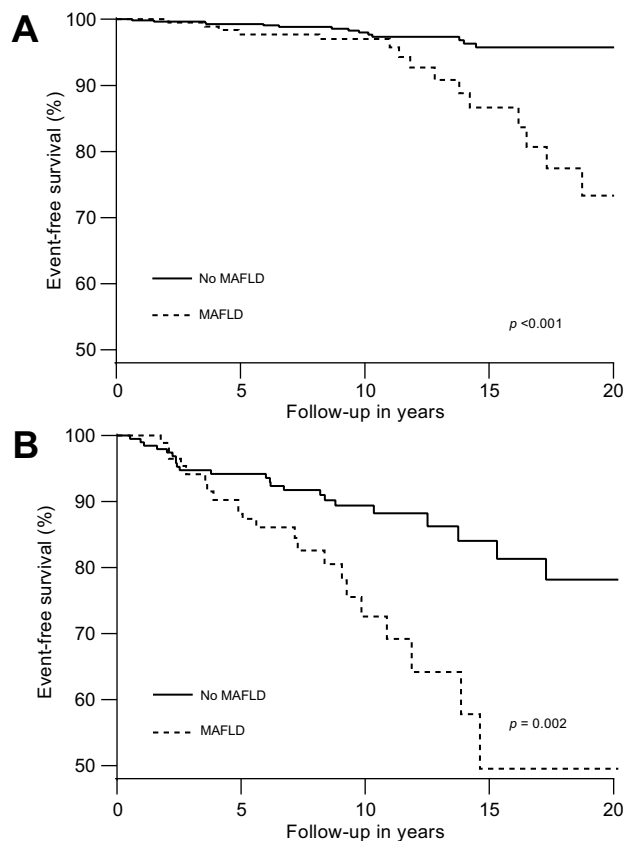 A
Event-free survival (%)
100
90
80
70
60
50
No MAFLD
MAFLD
p <0.001
0 5 10 15 20
Follow-up in years
B
Event-free survival (%)
100
90
80
70
60
50
No MAFLD
MAFLD
p = 0.002
0 5 10 15 20
Follow-up in years